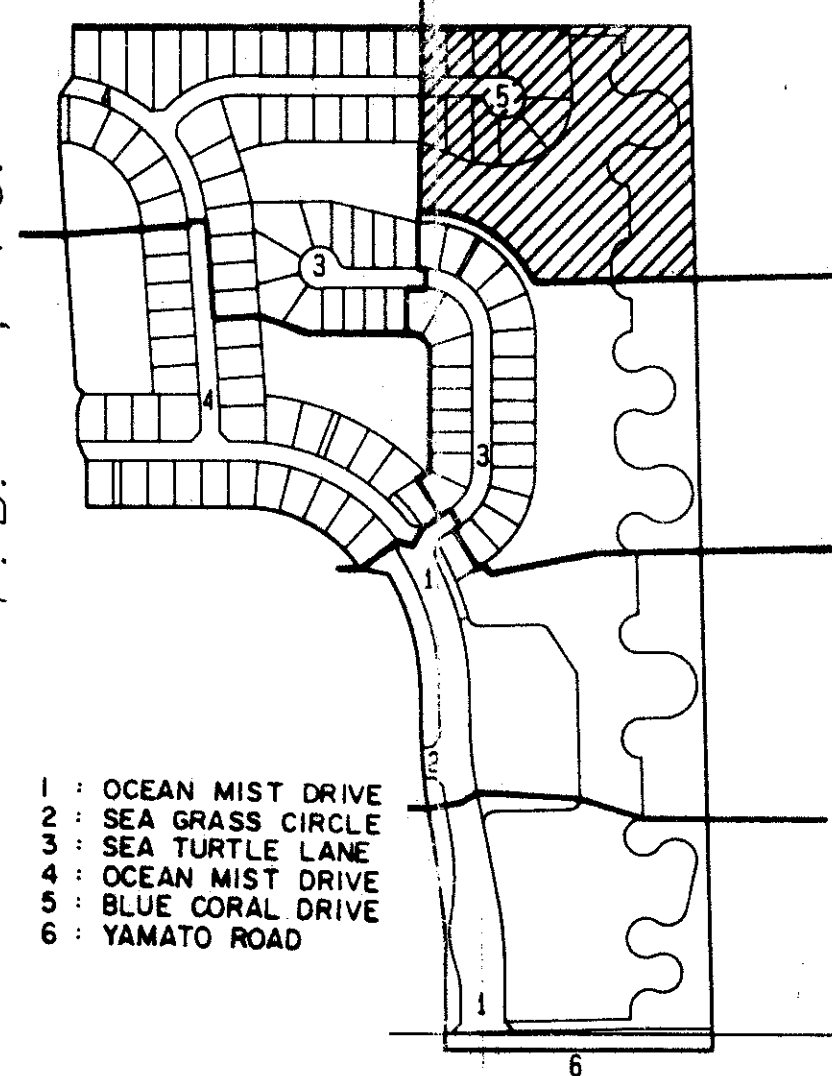 5
3
4
3
1
2
1 : OCEAN MIST DRIVE
2 : SEA GRASS CIRCLE
3 : SEA TURTLE LANE
4 : OCEAN MIST DRIVE
5 : BLUE CORAL DRIVE
6 : YAMATO ROAD
1
6